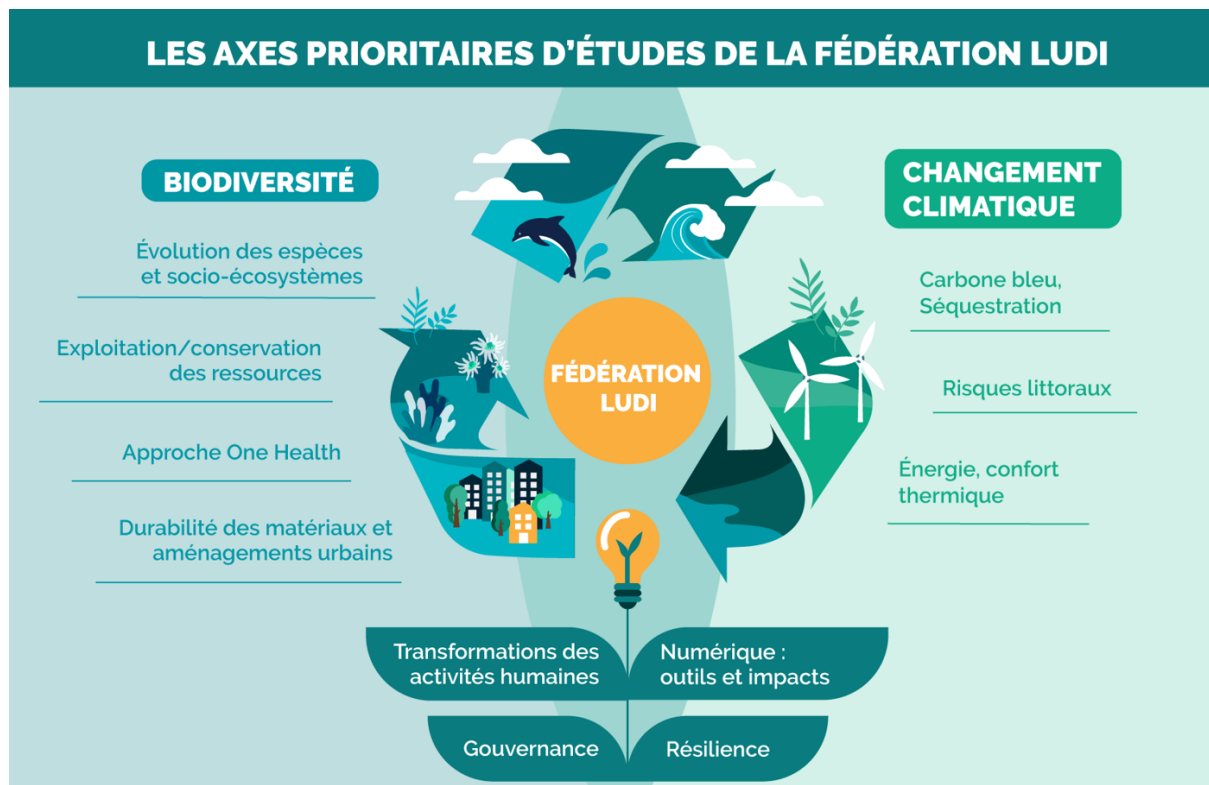 LES AXES PRIORITAIRES D'ÉTUDES DE LA FÉDÉRATION LUDI
BIODIVERSITÉ
Évolution des espèces
et socio-écosystèmes
Exploitation/conservation
des ressources
Approche One Health
Durabilité des matériaux et
aménagements urbains
FÉDÉRATION
LUDI
CHANGEMENT
CLIMATIQUE
Carbone bleu,
Séquestration
Risques littoraux
Énergie, confort
thermique
Transformations des
activités humaines
Numérique :
outils et impacts
Gouvernance
Résilience